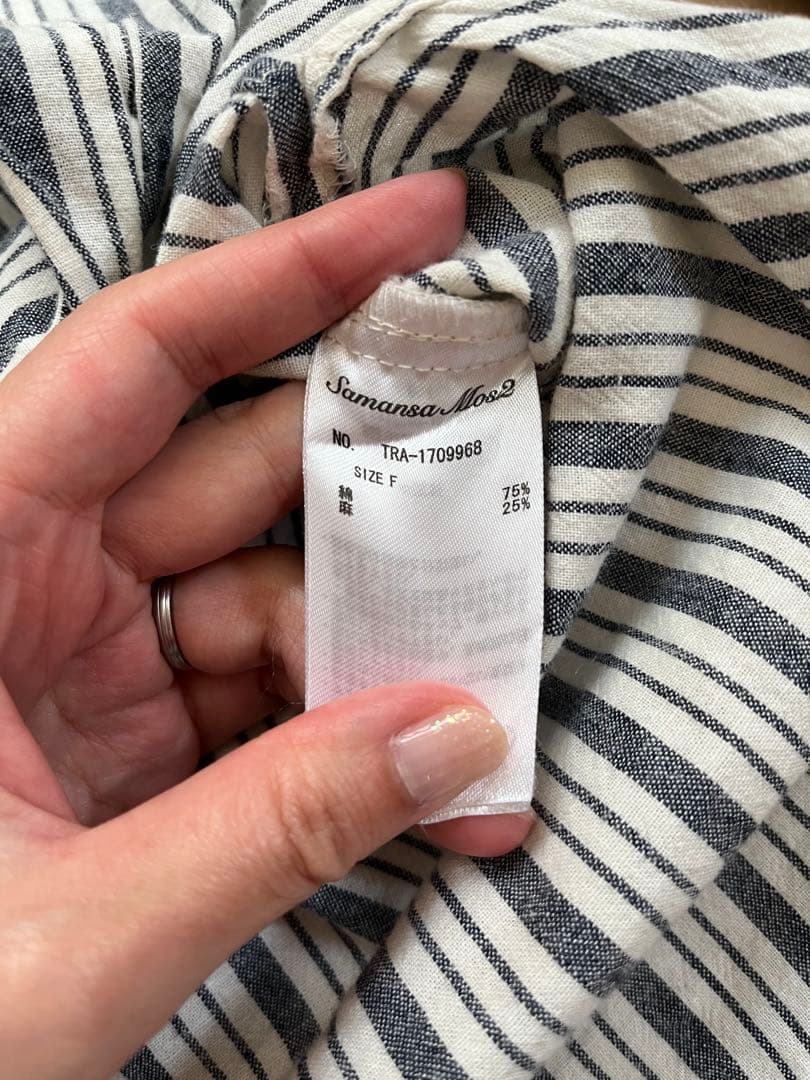 Samansa Mos2
NO. TRA-1709968
SIZE F
綿 75%
麻 25%